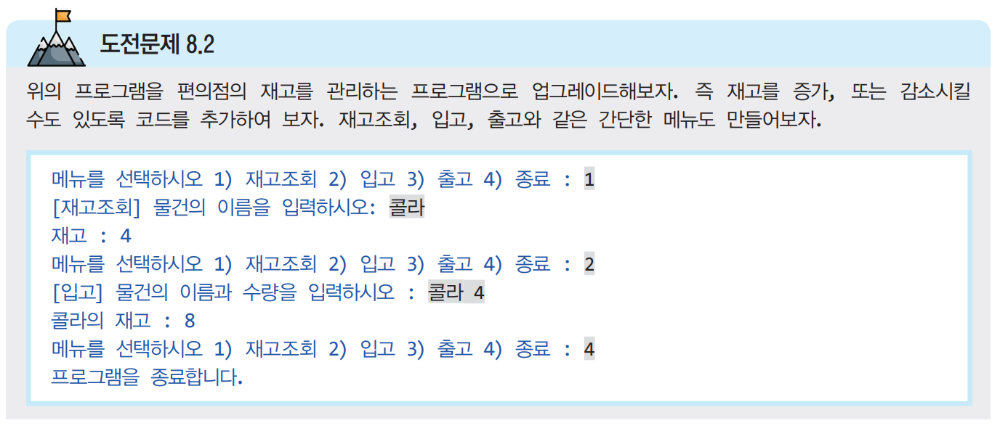 도전문제 8.2
위의 프로그램을 편의점의 재고를 관리하는 프로그램으로 업그레이드해보자. 즉 재고를 증가, 또는 감소시킬
수도 있도록 코드를 추가하여 보자. 재고조회, 입고, 출고와 같은 간단한 메뉴도 만들어보자.
메뉴를 선택하시오 1) 재고조회 2) 입고 3) 출고 4) 종료 : 1
[재고조회] 물건의 이름을 입력하시오: 콜라
재고 : 4
메뉴를 선택하시오 1) 재고조회 2) 입고 3) 출고 4) 종료 : 2
[입고] 물건의 이름과 수량을 입력하시오 : 콜라 4
콜라의 재고 : 8
메뉴를 선택하시오 1) 재고조회 2) 입고 3) 출고 4) 종료 : 4
프로그램을 종료합니다.